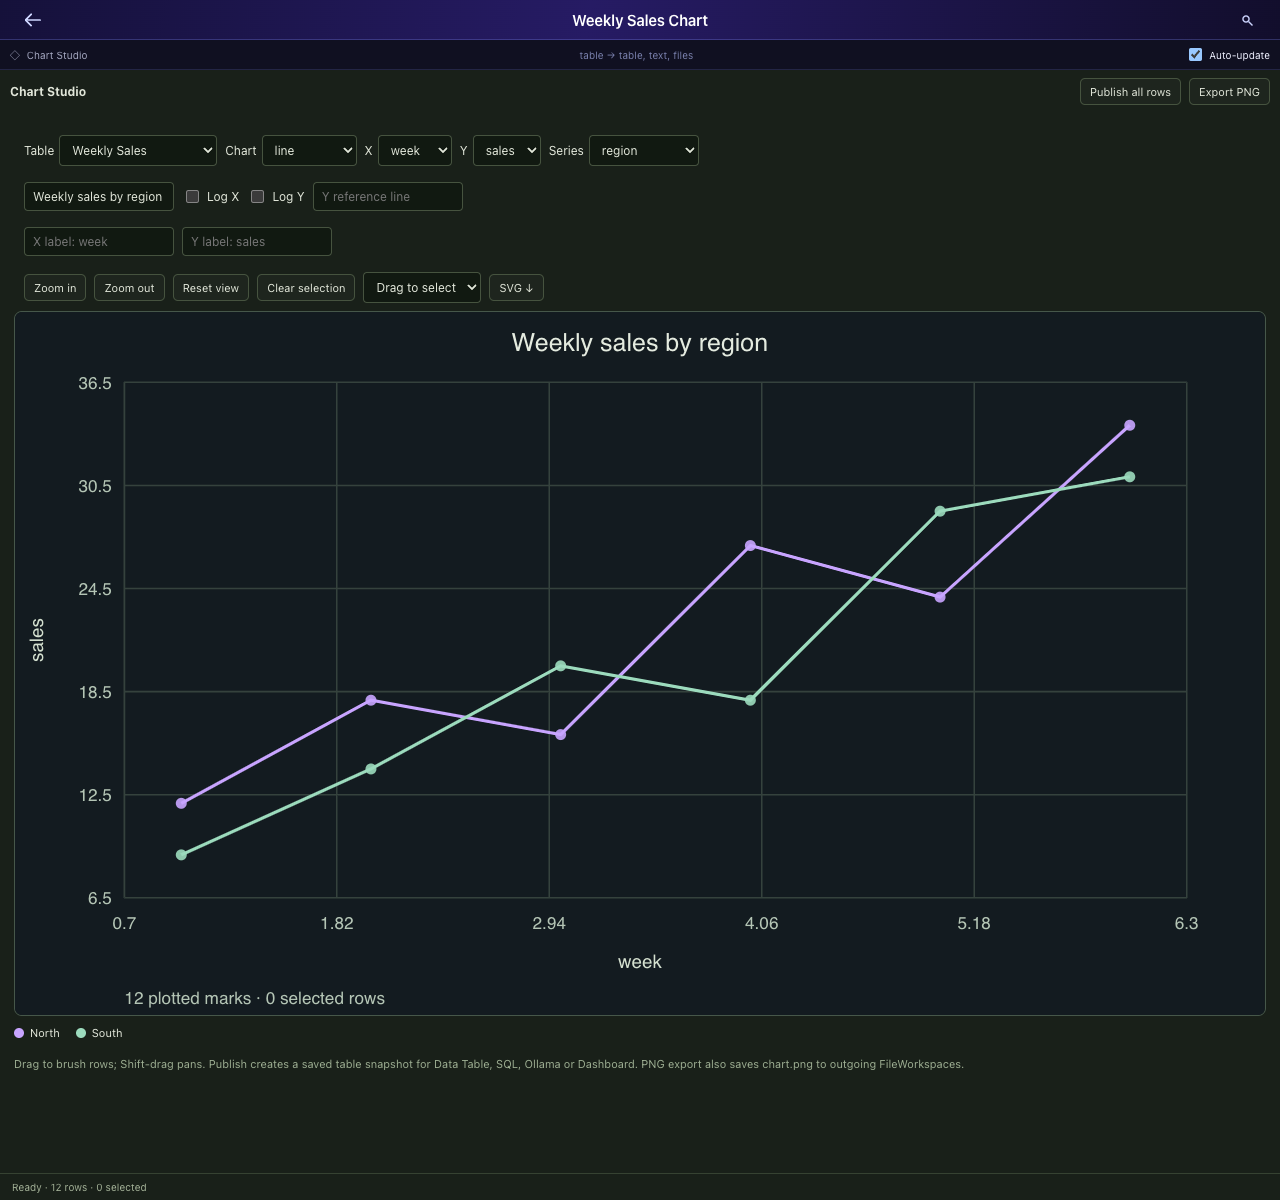 Weekly Sales Chart
Chart Studio
table → table, text, files
Auto-update
Chart Studio
Publish all rows
Export PNG
Table Weekly Sales Chart line X week Y sales Series region
Weekly sales by region Log X Log Y Y reference line
X label: week Y label: sales
Zoom in Zoom out Reset view Clear selection Drag to select SVG ↓
Weekly sales by region
36.5
30.5
24.5
18.5
12.5
6.5
sales
0.7 1.82 2.94 4.06 5.18 6.3
week
12 plotted marks · 0 selected rows
North South
Drag to brush rows; Shift-drag pans. Publish creates a saved table snapshot for Data Table, SQL, Ollama or Dashboard. PNG export also saves chart.png to outgoing FileWorkspaces.
Ready · 12 rows · 0 selected